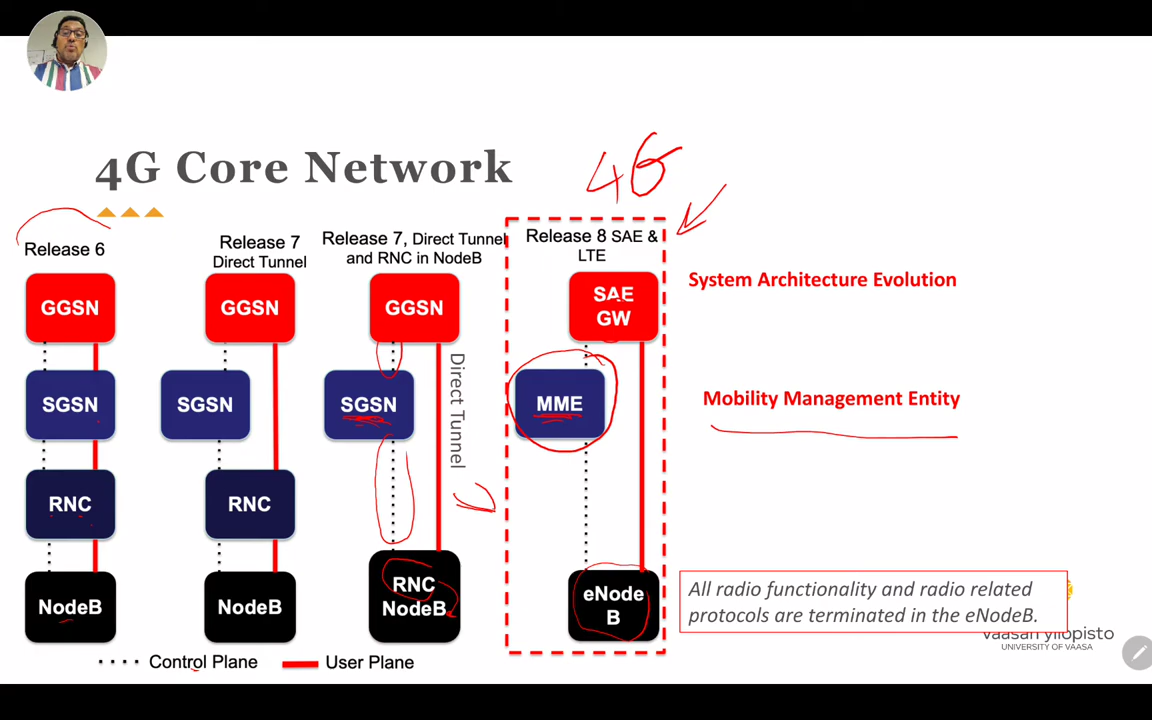 4G Core Network
4G
Release 6
Release 7
Direct Tunnel
Release 7, Direct Tunnel
and RNC in NodeB
Release 8 SAE &
LTE
System Architecture Evolution
GGSN
GGSN
GGSN
SAE
GW
SGSN
SGSN
SGSN
Direct Tunnel
MME
Mobility Management Entity
RNC
RNC
NodeB
NodeB
RNC
NodeB
eNode
B
All radio functionality and radio related
protocols are terminated in the eNodeB.
Vaasan yliopisto
UNIVERSITY OF VAASA
Control Plane
User Plane